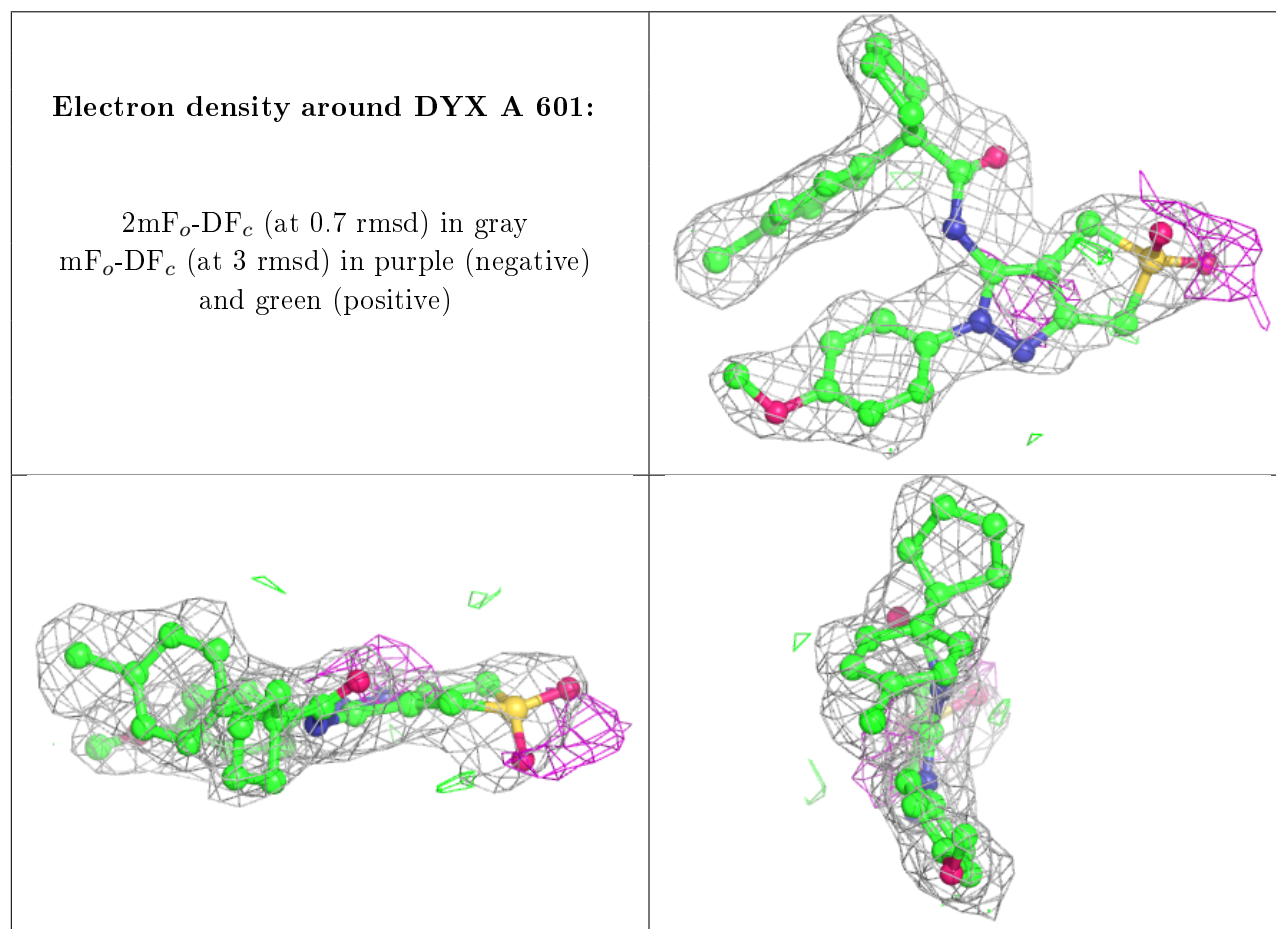 Electron density around DYX A 601:
2mFₒ-DF𝒸 (at 0.7 rmsd) in gray
mFₒ-DF𝒸 (at 3 rmsd) in purple (negative)
and green (positive)